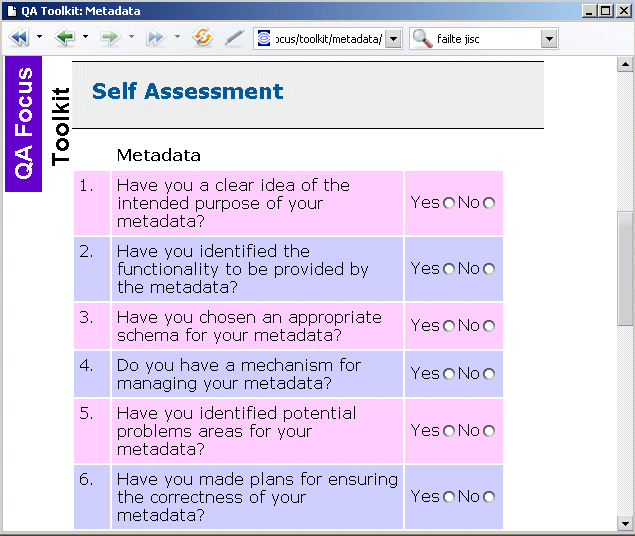 QA Toolkit: Metadata
ocus/toolkit/metadata/
failte jisc
QA Focus
Toolkit
Self Assessment
Metadata
1. Have you a clear idea of the
intended purpose of your
metadata?
Yes No
2. Have you identified the
functionality to be provided by
the metadata?
Yes No
3. Have you chosen an appropriate
schema for your metadata?
Yes No
4. Do you have a mechanism for
managing your metadata?
Yes No
5. Have you identified potential
problems areas for your
metadata?
Yes No
6. Have you made plans for ensuring
the correctness of your
metadata?
Yes No